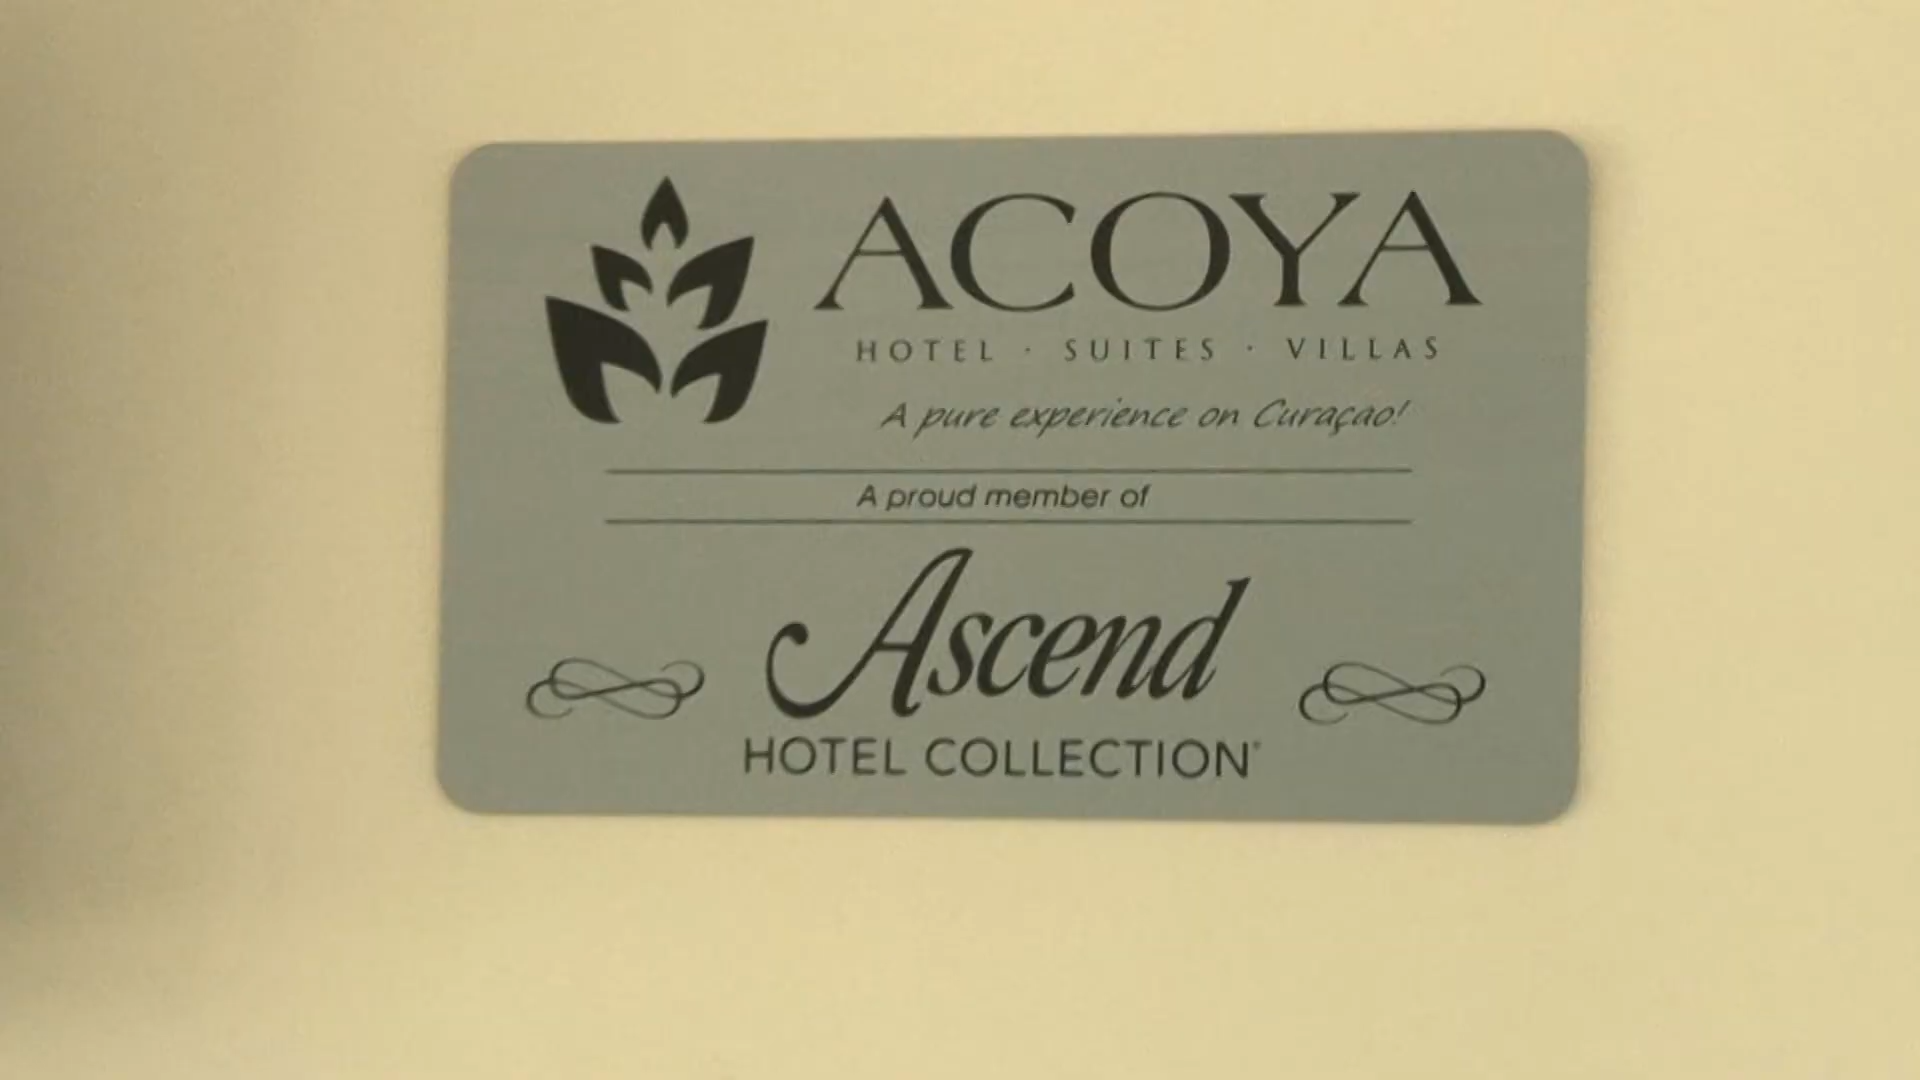 ACOYA
HOTEL · SUITES · VILLAS
A pure experience on Curaçao!
A proud member of
Ascend
HOTEL COLLECTION®